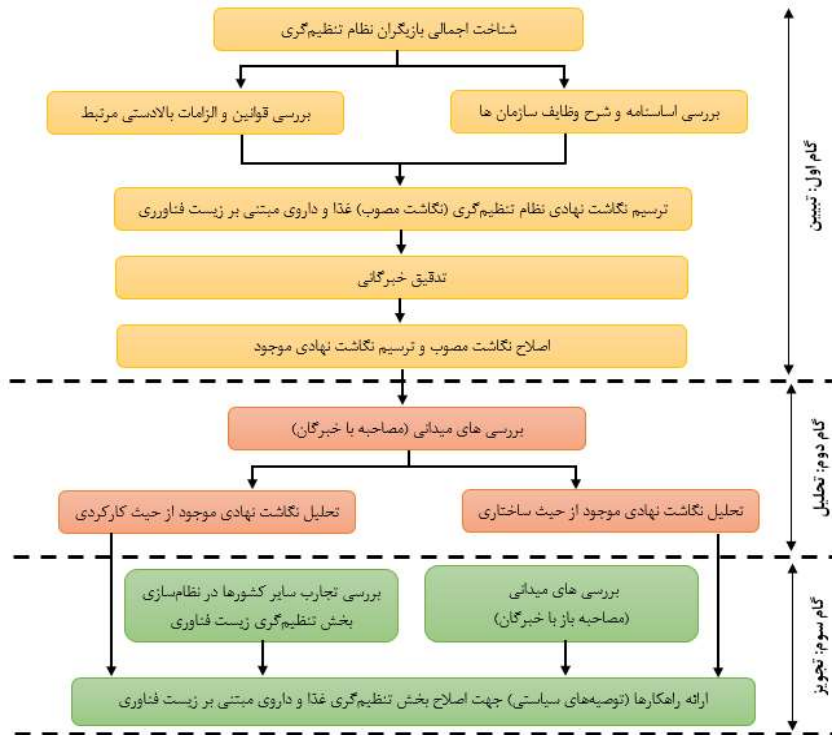 شناخت اجمالی بازیگران نظام تنظیم‌گری
بررسی اساسنامه و شرح وظایف سازمان ها
بررسی قوانین و الزامات بالادستی مرتبط
ترسیم نگاشت نهادی نظام تنظیم‌گری (نگاشت مصوب) غذا و داروی مبتنی بر زیست فناورری
تدقیق خبرگانی
اصلاح نگاشت مصوب و ترسیم نگاشت نهادی موجود
گام اول: تبیین
بررسی های میدانی (مصاحبه با خبرگان)
تحلیل نگاشت نهادی موجود از حیث ساختاری
تحلیل نگاشت نهادی موجود از حیث کارکردی
گام دوم: تحلیل
بررسی های میدانی
(مصاحبه باز با خبرگان)
بررسی تجارب سایر کشورها در نظام‌سازی
بخش تنظیم‌گری زیست فناوری
ارائه راهکارها (توصیه‌های سیاستی) جهت اصلاح بخش تنظیم‌گری غذا و داروی مبتنی بر زیست فناوری
گام سوم: تجویز